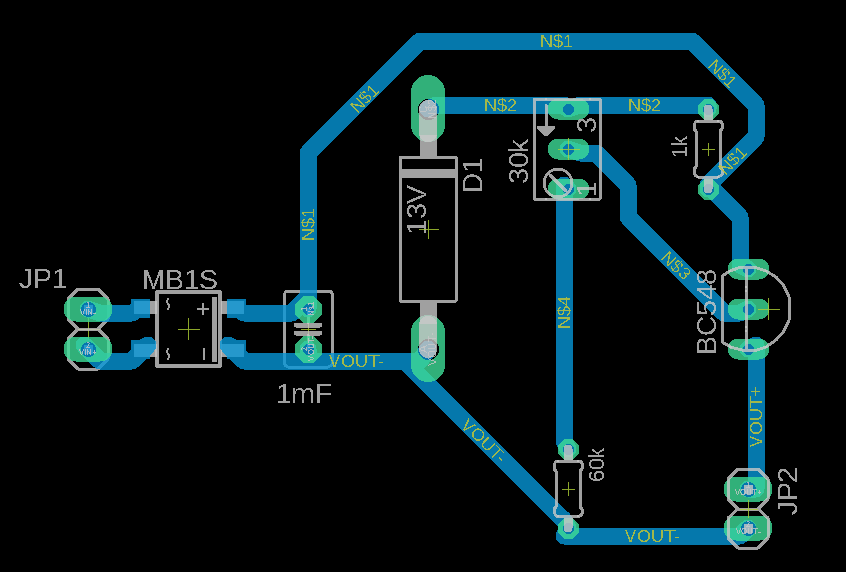 N$1
N$1
N$1
N$2
N$2
3
1k
30k
D1
N$1
13V
1
N$1
N$3
JP1
MB1S
BC548
VIN-
+
VIN+
-
N$4
VOUT-
1mF
VOUT+
VOUT-
60k
JP2
VOUT+
VOUT-
VOUT-